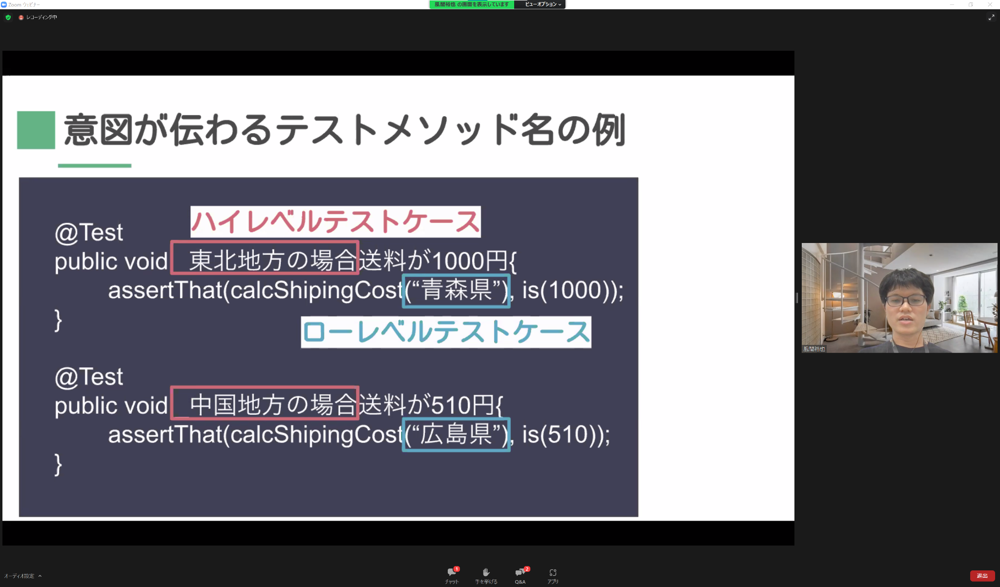 Zoom ウェビナー
風間裕也 の画面を表示しています
ビューオプション
レコーディング中
意図が伝わるテストメソッド名の例
ハイレベルテストケース
@Test
public void _東北地方の場合送料が1000円{
assertThat(calcShipingCost(“青森県”), is(1000));
}
ローレベルテストケース
@Test
public void _中国地方の場合送料が510円{
assertThat(calcShipingCost(“広島県”), is(510));
}
風間裕也
オーディオ設定
1
チャット
手を挙げる
2
Q&A
アプリ
退出